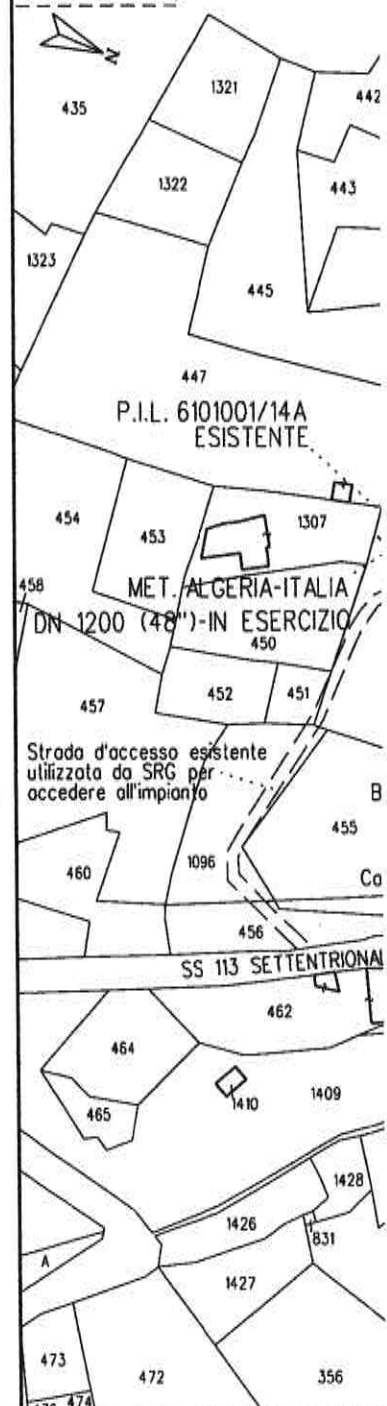 N
1321
435
442
1322
443
1323
445
447
P.I.L. 6101001/14A
ESISTENTE
454
453
1307
458
MET. ALGERIA-ITALIA
DN 1200 (48")-IN ESERCIZIO
450
452
451
457
Strada d'accesso esistente
utilizzata da SRG per
accedere all'impianto
B
455
460
1096
Ca
456
SS 113 SETTENTRIONAL
462
464
465
1410
1409
1428
1426
831
A
1427
473
472
356
474